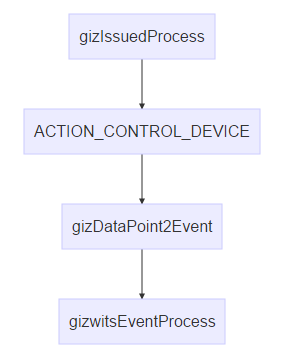 gizIssuedProcess
ACTION_CONTROL_DEVICE
gizDataPoint2Event
gizwitsEventProcess